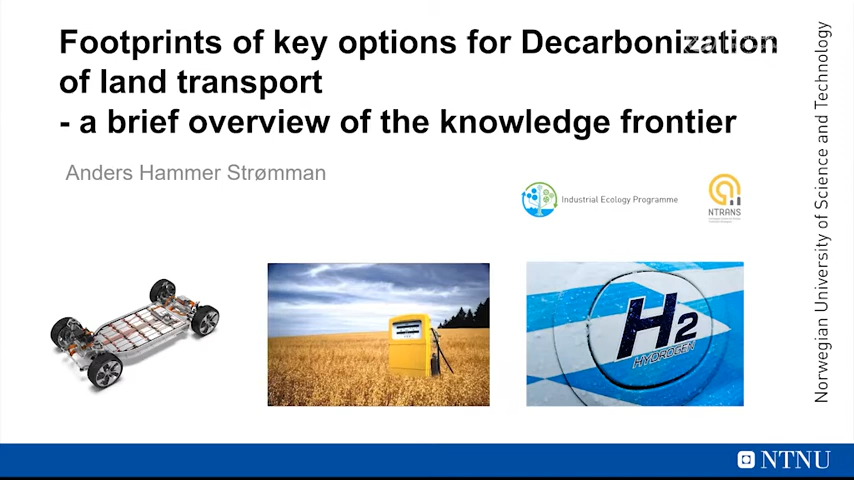 Footprints of key options for Decarbonization
of land transport
- a brief overview of the knowledge frontier
Anders Hammer Strømman
Industrial Ecology Programme
NTRANS
Norwegian University of Science and Technology
H2
HYDROGEN
NTNU